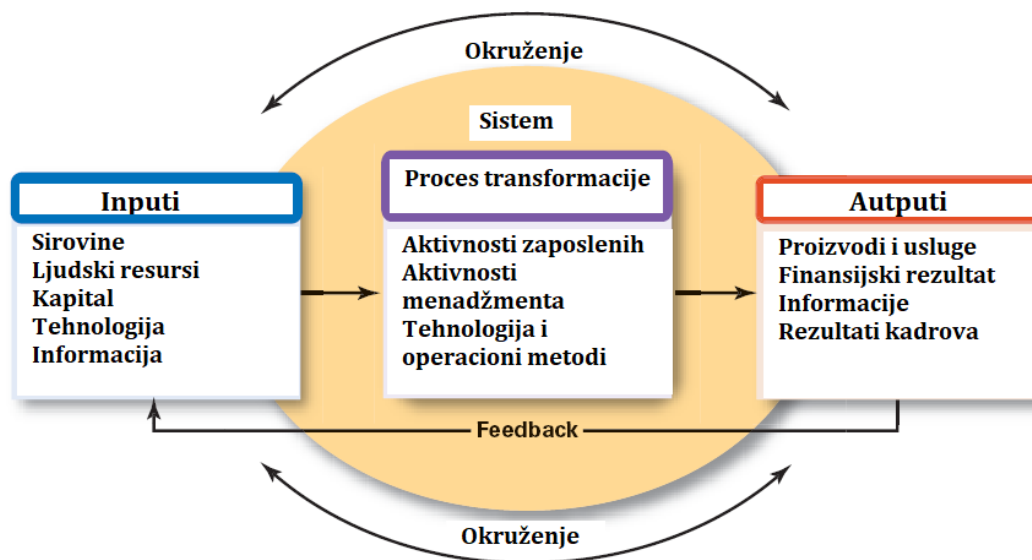 Okruženje
Sistem
Inputi
Sirovine
Ljudski resursi
Kapital
Tehnologija
Informacija
Proces transformacije
Aktivnosti zaposlenih
Aktivnosti
menadžmenta
Tehnologija i
operacioni metodi
Autputi
Proizvodi i usluge
Finansijski rezultat
Informacije
Rezultati kadrova
Feedback
Okruženje